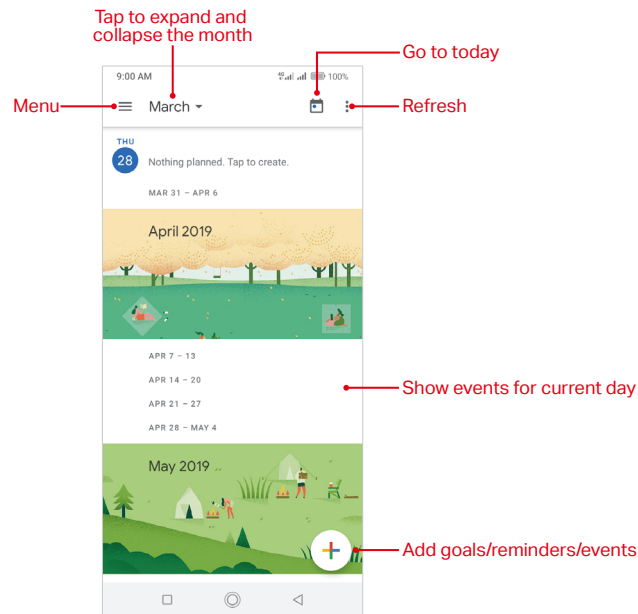 Tap to expand and
collapse the month
Go to today
9:00 AM
4G 100%
Menu
March
Refresh
THU
28
Nothing planned. Tap to create.
MAR 31 – APR 6
April 2019
APR 7 – 13
APR 14 – 20
Show events for current day
APR 21 – 27
APR 28 – MAY 4
May 2019
Add goals/reminders/events